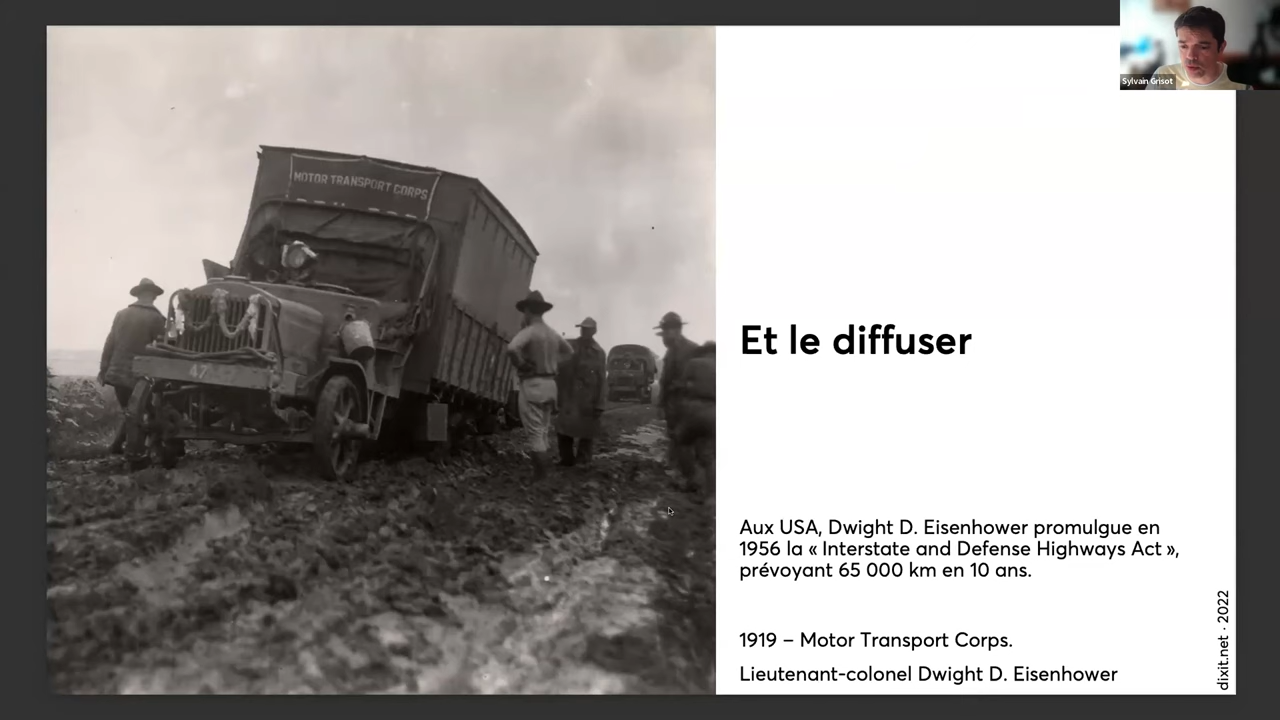 Sylvain Grisot
MOTOR TRANSPORT CORPS
47
Et le diffuser
Aux USA, Dwight D. Eisenhower promulgue en
1956 la « Interstate and Defense Highways Act »,
prévoyant 65 000 km en 10 ans.
1919 – Motor Transport Corps.
Lieutenant-colonel Dwight D. Eisenhower
dixit.net · 2022